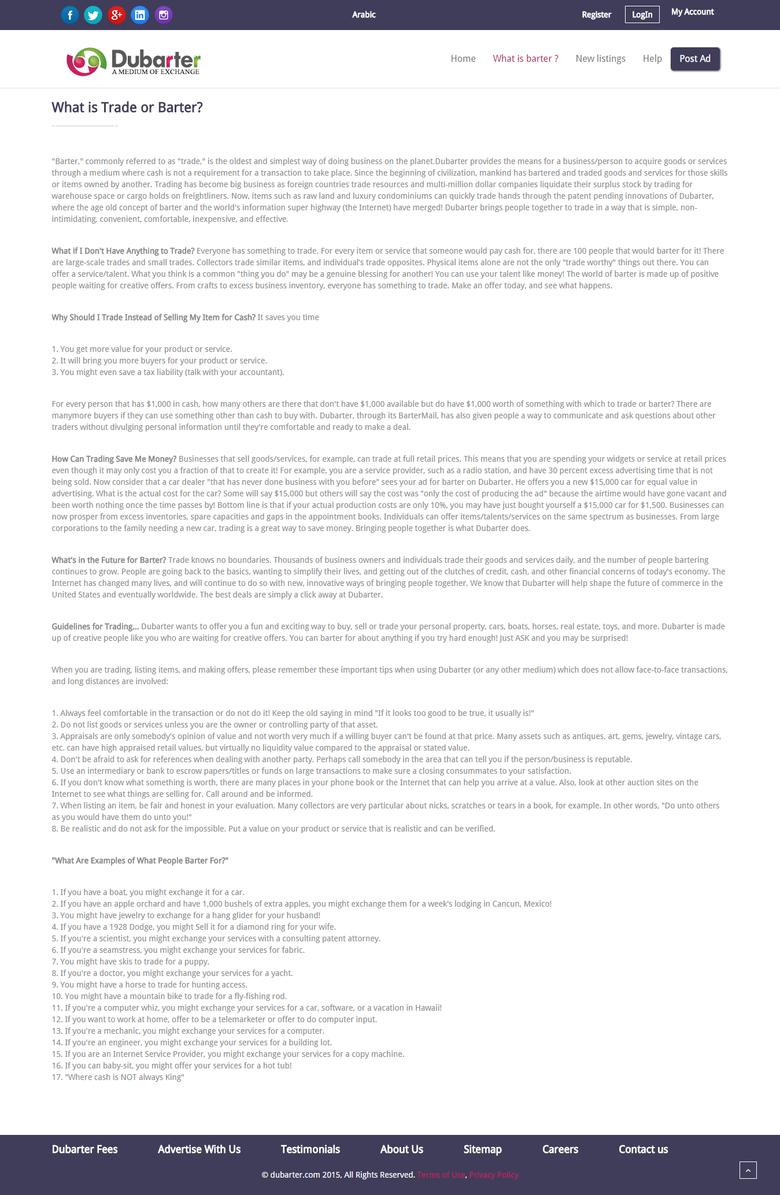 Arabic
Register
LogIn
My Account
Dubarter
A MEDIUM OF EXCHANGE
Home
What is barter ?
New listings
Help
Post Ad
What is Trade or Barter?
"Barter," commonly referred to as "trade," is the oldest and simplest way of doing business on the planet.Dubarter provides the means for a business/person to acquire goods or services
through a medium where cash is not a requirement for a transaction to take place. Since the beginning of civilization, mankind has bartered and traded goods and services for those skills
or items owned by another. Trading has become big business as foreign countries trade resources and multi-million dollar companies liquidate their surplus stock by trading for
warehouse space or cargo holds on freightliners. Now, items such as raw land and luxury condominiums can quickly trade hands through the patent pending innovations of Dubarter,
where the age old concept of barter and the world's information super highway (the Internet) have merged! Dubarter brings people together to trade in a way that is simple, non-
intimidating, convenient, comfortable, inexpensive, and effective.
What If I Don't Have Anything to Trade? Everyone has something to trade. For every item or service that someone would pay cash for, there are 100 people that would barter for it! There
are large-scale trades and small trades. Collectors trade similar items, and individual's trade opposites. Physical items alone are not the only "trade worthy" things out there. You can
offer a service/talent. What you think is a common "thing you do" may be a genuine blessing for another! You can use your talent like money! The world of barter is made up of positive
people waiting for creative offers. From crafts to excess business inventory, everyone has something to trade. Make an offer today, and see what happens.
Why Should I Trade Instead of Selling My Item for Cash? It saves you time
1. You get more value for your product or service.
2. It will bring you more buyers for your product or service.
3. You might even save a tax liability (talk with your accountant).
For every person that has $1,000 in cash, how many others are there that don't have $1,000 available but do have $1,000 worth of something with which to trade or barter? There are
manymore buyers if they can use something other than cash to buy with. Dubarter, through its BarterMail, has also given people a way to communicate and ask questions about other
traders without divulging personal information until they're comfortable and ready to make a deal.
How Can Trading Save Me Money? Businesses that sell goods/services, for example, can trade at full retail prices. This means that you are spending your widgets or service at retail prices
even though it may only cost you a fraction of that to create it! For example, you are a service provider, such as a radio station, and have 30 percent excess advertising time that is not
being sold. Now consider that a car dealer "that has never done business with you before" sees your ad for barter on Dubarter. He offers you a new $15,000 car for equal value in
advertising. What is the actual cost for the car? Some will say $15,000 but others will say the cost was "only the cost of producing the ad" because the airtime would have gone vacant and
been worth nothing once the time passes by! Bottom line is that if your actual production costs are only 10%, you may have just bought yourself a $15,000 car for $1,500. Businesses can
now prosper from excess inventories, spare capacities and gaps in the appointment books. Individuals can offer items/talents/services on the same spectrum as businesses. From large
corporations to the family needing a new car, trading is a great way to save money. Bringing people together is what Dubarter does.
What's in the Future for Barter? Trade knows no boundaries. Thousands of business owners and individuals trade their goods and services daily, and the number of people bartering
continues to grow. People are going back to the basics, wanting to simplify their lives, and getting out of the clutches of credit, cash, and other financial concerns of today's economy. The
Internet has changed many lives, and will continue to do so with new, innovative ways of bringing people together. We know that Dubarter will help shape the future of commerce in the
United States and eventually worldwide. The best deals are simply a click away at Dubarter.
Guidelines for Trading... Dubarter wants to offer you a fun and exciting way to buy, sell or trade your personal property, cars, boats, horses, real estate, toys, and more. Dubarter is made
up of creative people like you who are waiting for creative offers. You can barter for about anything if you try hard enough! Just ASK and you may be surprised!
When you are trading, listing items, and making offers, please remember these important tips when using Dubarter (or any other medium) which does not allow face-to-face transactions,
and long distances are involved:
1. Always feel comfortable in the transaction or do not do it! Keep the old saying in mind "If it looks too good to be true, it usually is!"
2. Do not list goods or services unless you are the owner or controlling party of that asset.
3. Appraisals are only somebody's opinion of value and not worth very much if a willing buyer can't be found at that price. Many assets such as antiques, art, gems, jewelry, vintage cars,
etc. can have high appraised retail values, but virtually no liquidity value compared to the appraisal or stated value.
4. Don't be afraid to ask for references when dealing with another party. Perhaps call somebody in the area that can tell you if the person/business is reputable.
5. Use an intermediary or bank to escrow papers/titles or funds on large transactions to make sure a closing consummates to your satisfaction.
6. If you don't know what something is worth, there are many places in your phone book or the Internet that can help you arrive at a value. Also, look at other auction sites on the
Internet to see what things are selling for. Call around and be informed.
7. When listing an item, be fair and honest in your evaluation. Many collectors are very particular about nicks, scratches or tears in a book, for example. In other words, "Do unto others
as you would have them do unto you!"
8. Be realistic and do not ask for the impossible. Put a value on your product or service that is realistic and can be verified.
"What Are Examples of What People Barter For?"
1. If you have a boat, you might exchange it for a car.
2. If you have an apple orchard and have 1,000 bushels of extra apples, you might exchange them for a week's lodging in Cancun, Mexico!
3. You might have jewelry to exchange for a hang glider for your husband!
4. If you have a 1928 Dodge, you might Sell it for a diamond ring for your wife.
5. If you're a scientist, you might exchange your services with a consulting patent attorney.
6. If you're a seamstress, you might exchange your services for fabric.
7. You might have skis to trade for a puppy.
8. If you're a doctor, you might exchange your services for a yacht.
9. You might have a horse to trade for hunting access.
10. You might have a mountain bike to trade for a fly-fishing rod.
11. If you're a computer whiz, you might exchange your services for a car, software, or a vacation in Hawaii!
12. If you want to work at home, offer to be a telemarketer or offer to do computer input.
13. If you're a mechanic, you might exchange your services for a computer.
14. If you're an engineer, you might exchange your services for a building lot.
15. If you are an Internet Service Provider, you might exchange your services for a copy machine.
16. If you can baby-sit, you might offer your services for a hot tub!
17. "Where cash is NOT always King"
Dubarter Fees
Advertise With Us
Testimonials
About Us
Sitemap
Careers
Contact us
© dubarter.com 2015, All Rights Reserved. Terms of Use, Privacy Policy